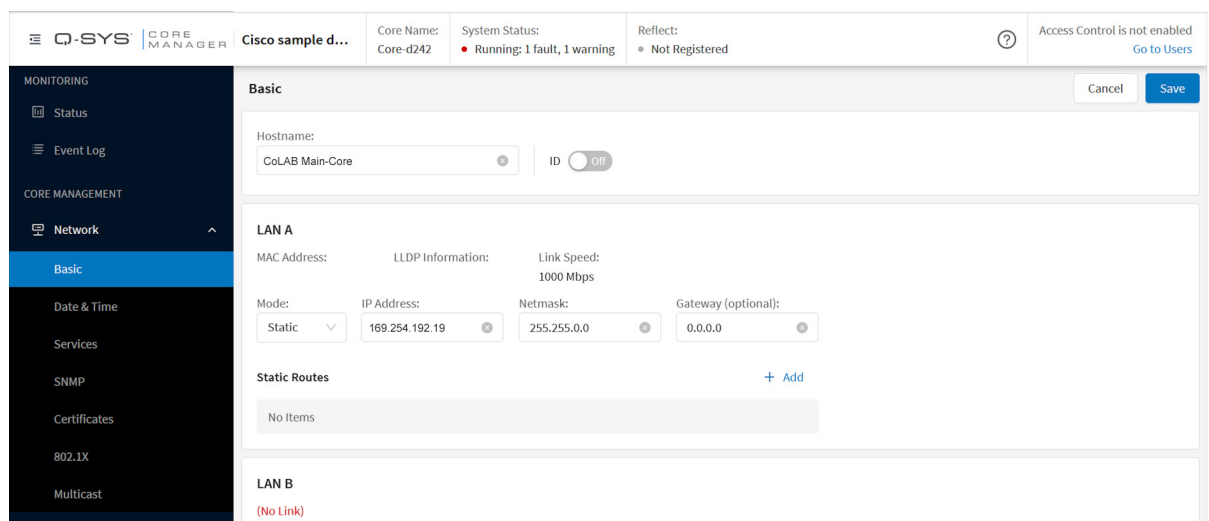 Q-SYS CORE MANAGER
Cisco sample d...
Core Name:
Core-d242
System Status:
Running: 1 fault, 1 warning
Reflect:
Not Registered
Access Control is not enabled
Go to Users
MONITORING
Status
Event Log
CORE MANAGEMENT
Network
Basic
Date & Time
Services
SNMP
Certificates
802.1X
Multicast
Basic
Cancel
Save
Hostname:
CoLAB Main-Core
ID
Off
LAN A
MAC Address:
LLDP Information:
Link Speed:
1000 Mbps
Mode:
IP Address:
Netmask:
Gateway (optional):
Static
169.254.192.19
255.255.0.0
0.0.0.0
Static Routes
+ Add
No Items
LAN B
(No Link)